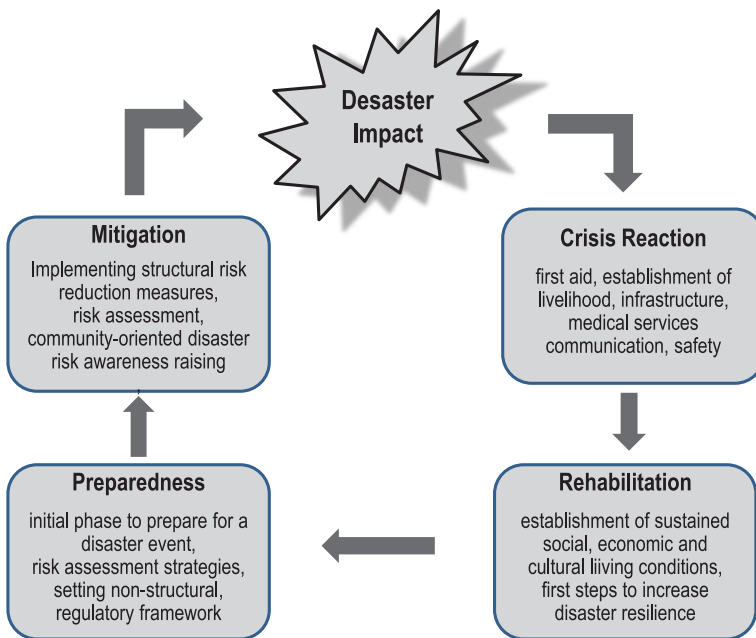 Desaster
Impact
Mitigation
Implementing structural risk
reduction measures,
risk assessment,
community-oriented disaster
risk awareness raising
Crisis Reaction
first aid, establishment of
livelihood, infrastructure,
medical services
communication, safety
Preparedness
initial phase to prepare for a
disaster event,
risk assessment strategies,
setting non-structural,
regulatory framework
Rehabilitation
establishment of sustained
social, economic and
cultural liiving conditions,
first steps to increase
disaster resilience